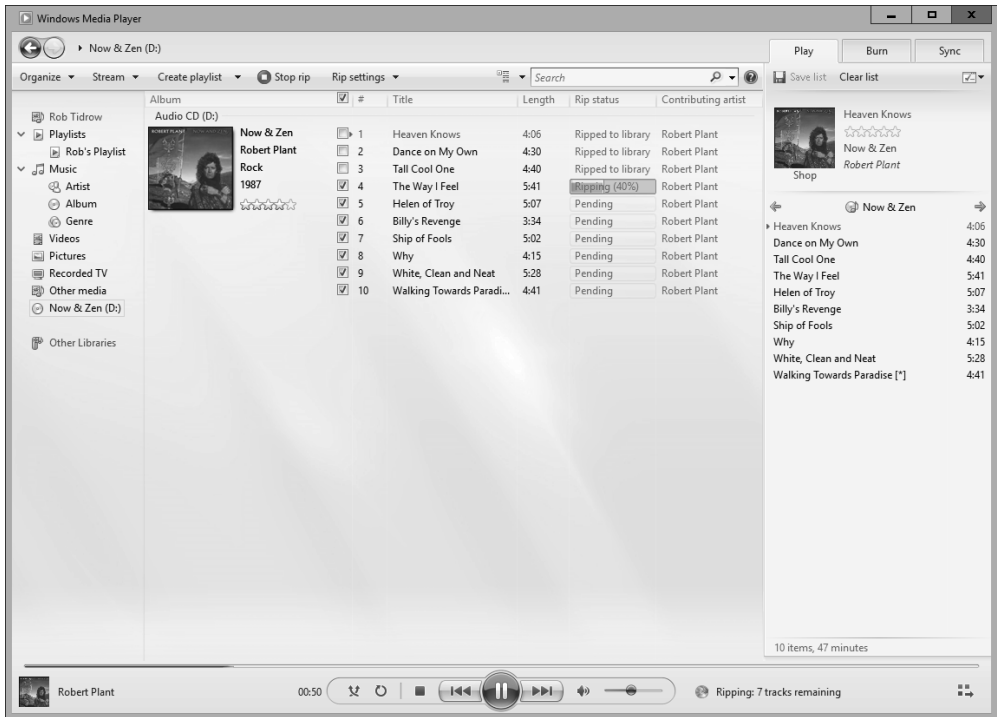 Windows Media Player
Now & Zen (D:)
Play Burn Sync
Organize Stream Create playlist Stop rip Rip settings Search Save list Clear list
Album # Title Length Rip status Contributing artist
Audio CD (D:)
Rob Tidrow
Playlists
Rob's Playlist
Music
Artist
Album
Genre
Videos
Pictures
Recorded TV
Other media
Now & Zen (D:)
Other Libraries
ROBERT PLANT
Now & Zen
Robert Plant
Rock
1987
1 Heaven Knows 4:06 Ripped to library Robert Plant
2 Dance on My Own 4:30 Ripped to library Robert Plant
3 Tall Cool One 4:40 Ripped to library Robert Plant
4 The Way I Feel 5:41 Ripping (40%) Robert Plant
5 Helen of Troy 5:07 Pending Robert Plant
6 Billy's Revenge 3:34 Pending Robert Plant
7 Ship of Fools 5:02 Pending Robert Plant
8 Why 4:15 Pending Robert Plant
9 White, Clean and Neat 5:28 Pending Robert Plant
10 Walking Towards Paradi... 4:41 Pending Robert Plant
Heaven Knows
Now & Zen
Robert Plant
Shop
Now & Zen
Heaven Knows 4:06
Dance on My Own 4:30
Tall Cool One 4:40
The Way I Feel 5:41
Helen of Troy 5:07
Billy's Revenge 3:34
Ship of Fools 5:02
Why 4:15
White, Clean and Neat 5:28
Walking Towards Paradise [*] 4:41
10 items, 47 minutes
Robert Plant 00:50 Ripping: 7 tracks remaining